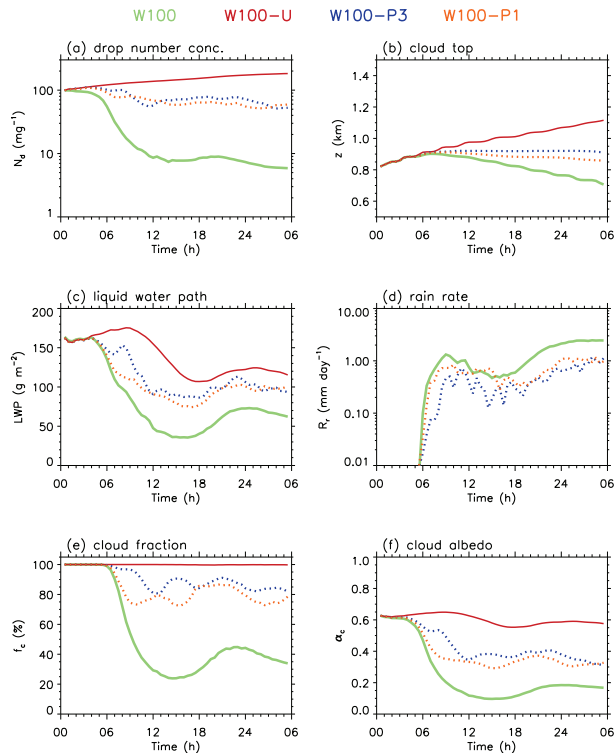 W100 W100-U W100-P3 W100-P1
(a) drop number conc.
N_d (mg⁻¹)
100
10
1
00 06 12 18 24 06
Time (h)
(b) cloud top
z (km)
1.4
1.2
1.0
0.8
0.6
00 06 12 18 24 06
Time (h)
(c) liquid water path
LWP (g m⁻²)
200
150
100
50
0
00 06 12 18 24 06
Time (h)
(d) rain rate
R_r (mm day⁻¹)
10.00
1.00
0.10
0.01
00 06 12 18 24 06
Time (h)
(e) cloud fraction
f_c (%)
100
80
60
40
20
0
00 06 12 18 24 06
Time (h)
(f) cloud albedo
α_c
1.0
0.8
0.6
0.4
0.2
0.0
00 06 12 18 24 06
Time (h)